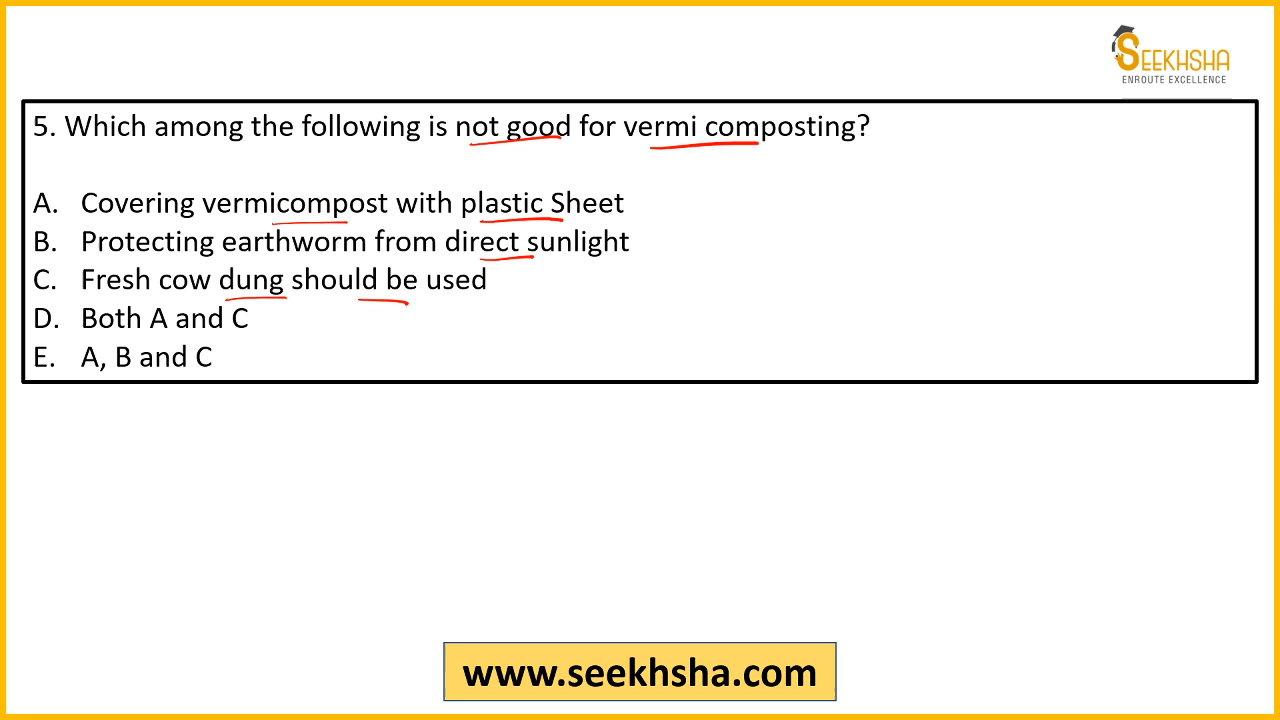 SEEKHSHA
ENROUTE EXCELLENCE
5. Which among the following is not good for vermi composting?
A. Covering vermicompost with plastic Sheet
B. Protecting earthworm from direct sunlight
C. Fresh cow dung should be used
D. Both A and C
E. A, B and C
www.seekhsha.com